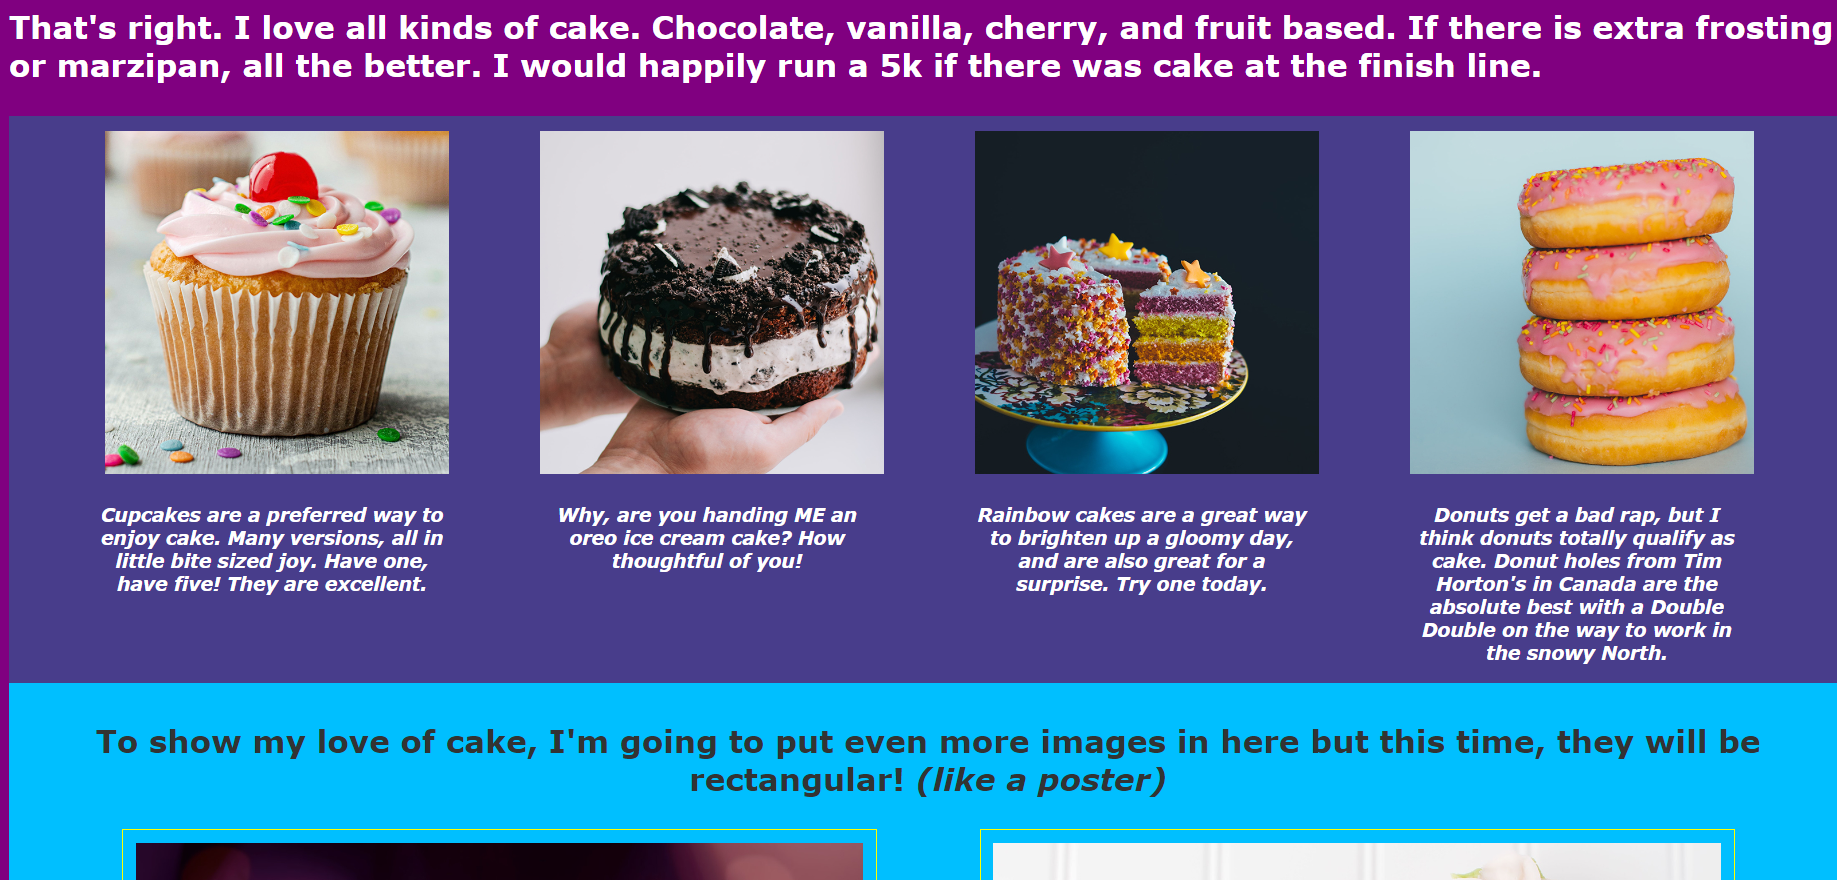 That's right. I love all kinds of cake. Chocolate, vanilla, cherry, and fruit based. If there is extra frosting
or marzipan, all the better. I would happily run a 5k if there was cake at the finish line.
Cupcakes are a preferred way to
enjoy cake. Many versions, all in
little bite sized joy. Have one,
have five! They are excellent.
Why, are you handing ME an
oreo ice cream cake? How
thoughtful of you!
Rainbow cakes are a great way
to brighten up a gloomy day,
and are also great for a
surprise. Try one today.
Donuts get a bad rap, but I
think donuts totally qualify as
cake. Donut holes from Tim
Horton's in Canada are the
absolute best with a Double
Double on the way to work in
the snowy North.
To show my love of cake, I'm going to put even more images in here but this time, they will be
rectangular! (like a poster)